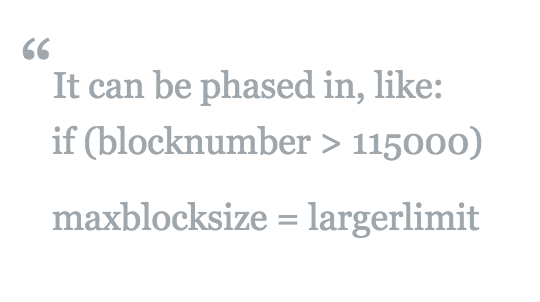 “
It can be phased in, like:
if (blocknumber > 115000)
maxblocksize = largerlimit